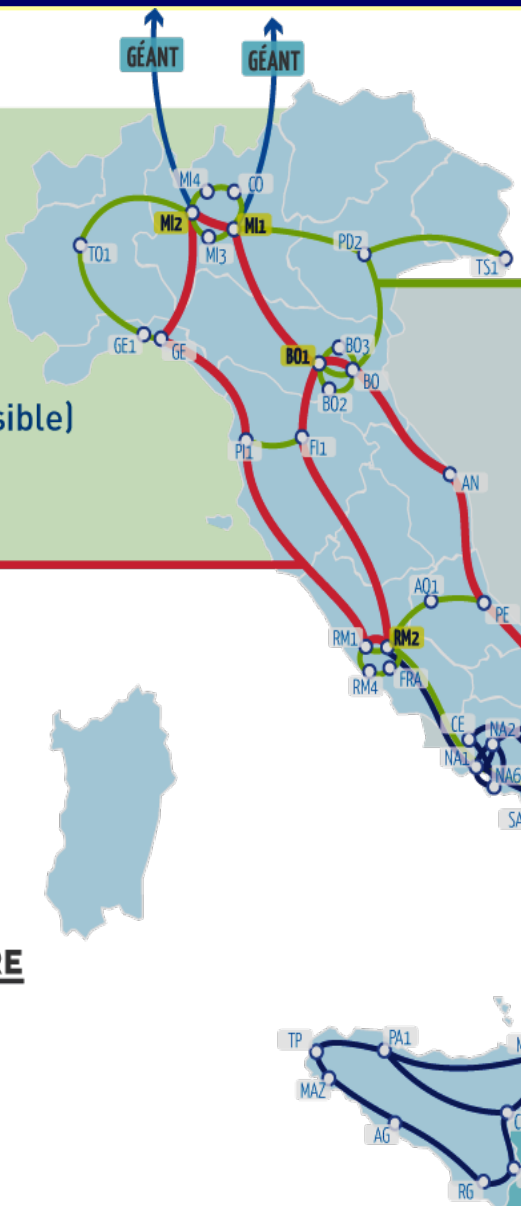 GÉANT
GÉANT
MI4
CO
MI2
MI1
MI3
TO1
PD2
TS1
GE1
GE
BO1
BO3
BO
BO2
sible)
PI1
FI1
AN
AQ1
PE
RM1
RM2
RM4
FRA
CE
NA2
NA1
NA6
SA
RE
TP
PA1
M
MAZ
C
AG
RG